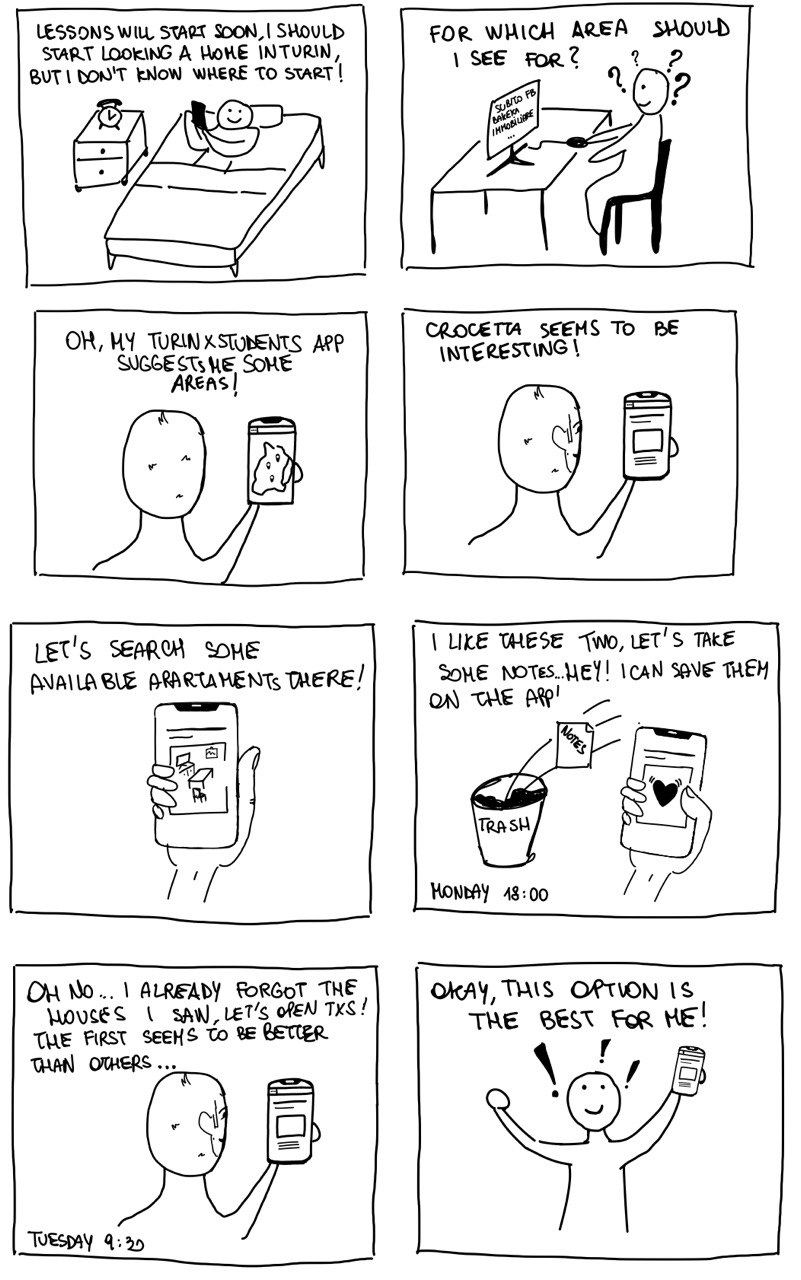 LESSONS WILL START SOON, I SHOULD
START LOOKING A HOME IN TURIN,
BUT I DON'T KNOW WHERE TO START!
FOR WHICH AREA SHOULD
I SEE FOR?
SUBITO FB
BAKEKA
IMMOBILIBRE
...
OH, MY TURINXSTUDENTS APP
SUGGESTS ME SOME
AREAS!
CROCETTA SEEMS TO BE
INTERESTING!
LET'S SEARCH SOME
AVAILABLE APARTAMENTS THERE!
I LIKE THESE TWO, LET'S TAKE
SOME NOTES...HEY! I CAN SAVE THEM
ON THE APP!
NOTES
TRASH
MONDAY 18:00
OH NO... I ALREADY FORGOT THE
HOUSES I SAW, LET'S OPEN TXS!
THE FIRST SEEMS TO BE BETTER
THAN OTHERS...
TUESDAY 9:30
OKAY, THIS OPTION IS
THE BEST FOR ME!